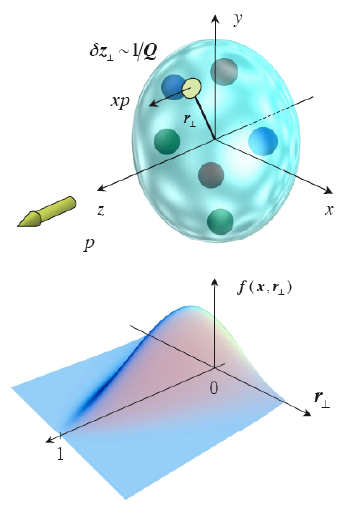 y
δz⊥ ~ 1/Q
xp
r⊥
z
x
p
f ( x , r⊥ )
0
r⊥
1